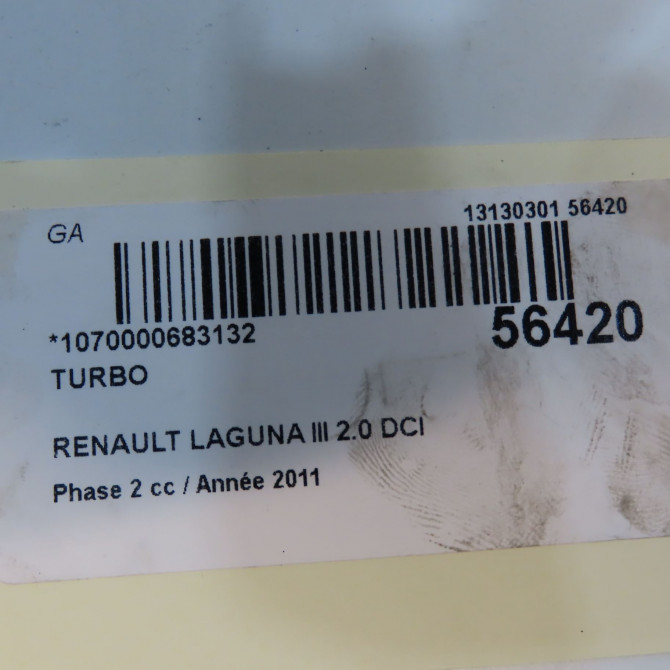 GA
13130301 56420
*1070000683132
56420
TURBO
RENAULT LAGUNA III 2.0 DCI
Phase 2 cc / Année 2011